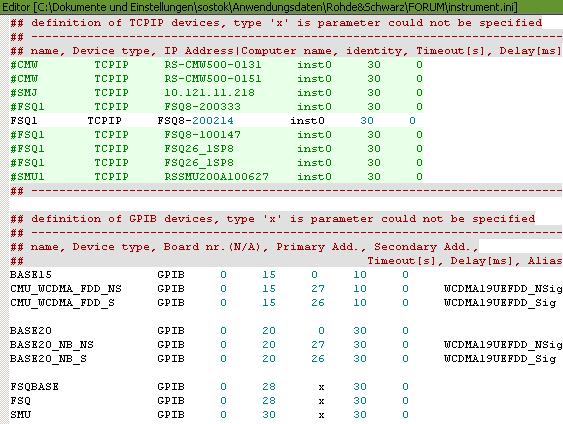 Editor [C:\Dokumente und Einstellungen\sostok\Anwendungsdaten\Rohde&Schwarz\FORUM\instrument.ini]
## definition of TCPIP devices, type 'x' is parameter could not be specified
## ------------------------------------------------------------------------
## name, Device type, IP Address|Computer name, identity, Timeout[s], Delay[ms]
#CMW TCPIP RS-CMW500-0131 inst0 30 0
#CMW TCPIP RS-CMW500-0151 inst0 30 0
#SMJ TCPIP 10.121.11.218 inst0 30 0
#FSQ1 TCPIP FSQ8-200333 inst0 30 0
FSQ1 TCPIP FSQ8-200214 inst0 30 0
#FSQ1 TCPIP FSQ8-100147 inst0 30 0
#FSQ1 TCPIP FSQ26_1SP8 inst0 30 0
#FSQ1 TCPIP FSQ26_1SP8 inst0 30 0
#SMU1 TCPIP RSSMU200A100627 inst0 30 0
## ------------------------------------------------------------------------
## definition of GPIB devices, type 'x' is parameter could not be specified
## ------------------------------------------------------------------------
## name, Device type, Board nr.(N/A), Primary Add., Secondary Add.,
## Timeout[s], Delay[ms], Alias
BASE15 GPIB 0 15 0 10 0
CMU_WCDMA_FDD_NS GPIB 0 15 27 10 0 WCDMA19UEFDD_NSig
CMU_WCDMA_FDD_S GPIB 0 15 26 10 0 WCDMA19UEFDD_Sig
BASE20 GPIB 0 20 0 30 0
BASE20_NB_NS GPIB 0 20 27 30 0 WCDMA19UEFDD_NSig
BASE20_NB_S GPIB 0 20 26 30 0 WCDMA19UEFDD_Sig
FSQBASE GPIB 0 28 x 30 0
FSQ GPIB 0 28 x 30 0
SMU GPIB 0 30 x 30 0